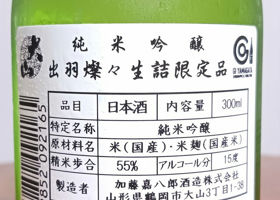 純米吟醸
GI YAMAGATA
出羽燦々生詰限定品
品目 日本酒 内容量 300ml
特定名称 純米吟醸
原材料名 米(国産)・米麹(国産米)
精米歩合 55% アルコール分 15度
製造者 加藤嘉八郎酒造株式会社
山形県鶴岡市大山3丁目1-38
852102093165